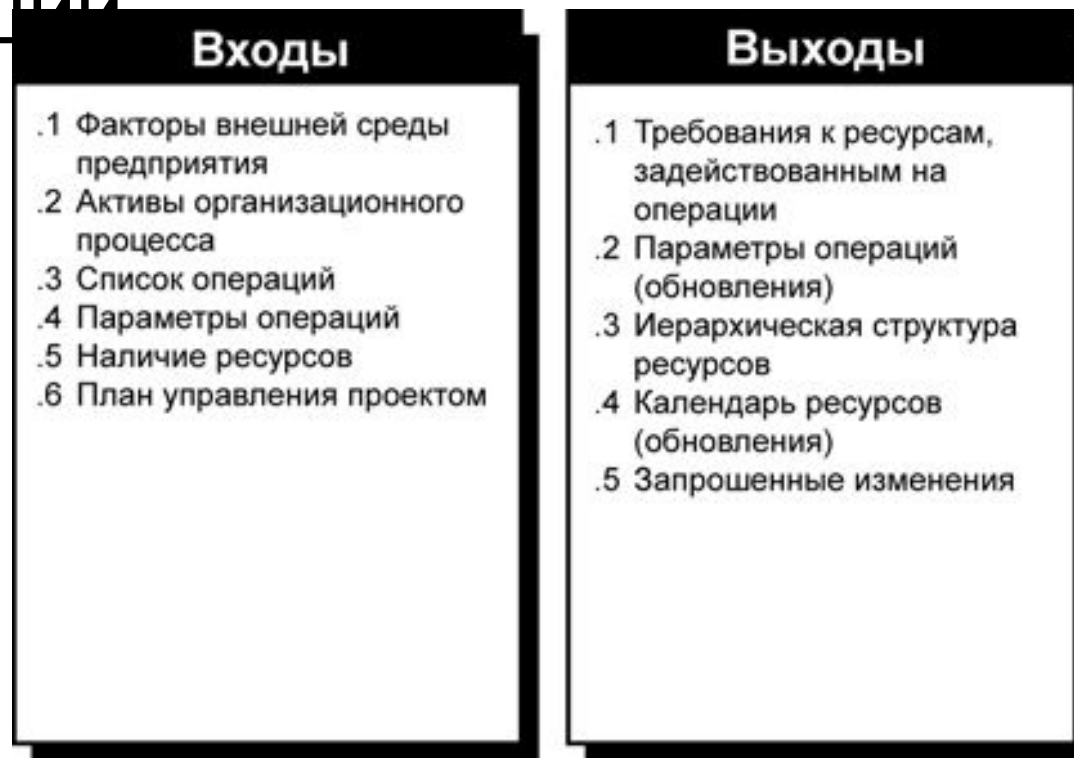 Входы
.1 Факторы внешней среды
предприятия
.2 Активы организационного
процесса
.3 Список операций
.4 Параметры операций
.5 Наличие ресурсов
.6 План управления проектом
Выходы
.1 Требования к ресурсам,
задействованным на
операции
.2 Параметры операций
(обновления)
.3 Иерархическая структура
ресурсов
.4 Календарь ресурсов
(обновления)
.5 Запрошенные изменения